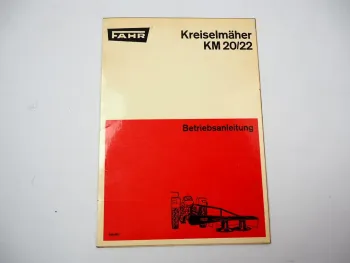 FAHR
Kreiselmäher
KM 20/22
Betriebsanleitung